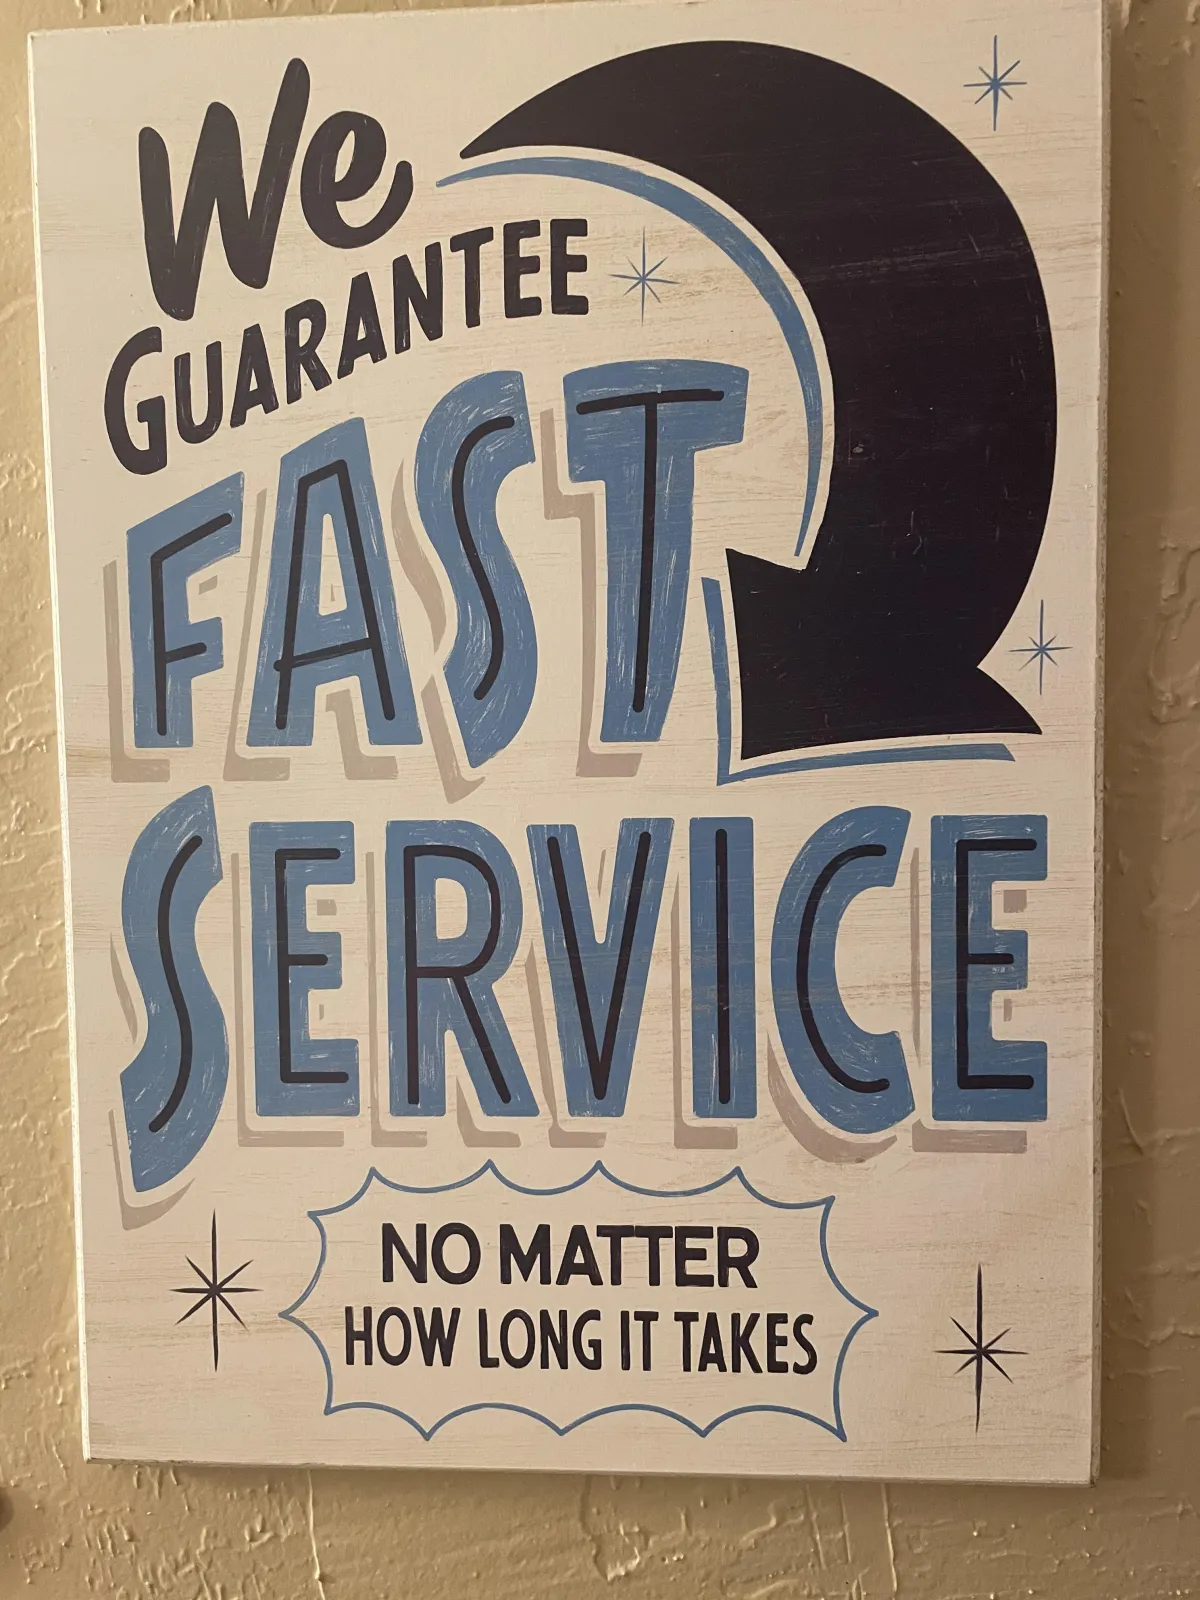 We
GUARANTEE
FAST
SERVICE
NO MATTER
HOW LONG IT TAKES